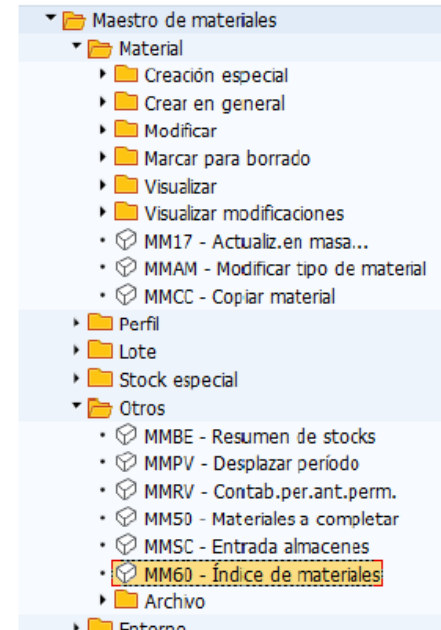 Maestro de materiales
Material
Creación especial
Crear en general
Modificar
Marcar para borrado
Visualizar
Visualizar modificaciones
MM17 - Actualiz.en masa...
MMAM - Modificar tipo de material
MMCC - Copiar material
Perfil
Lote
Stock especial
Otros
MMBE - Resumen de stocks
MMPV - Desplazar período
MMRV - Contab.per.ant.perm.
MM50 - Materiales a completar
MMSC - Entrada almacenes
MM60 - Índice de materiales
Archivo
Entorno